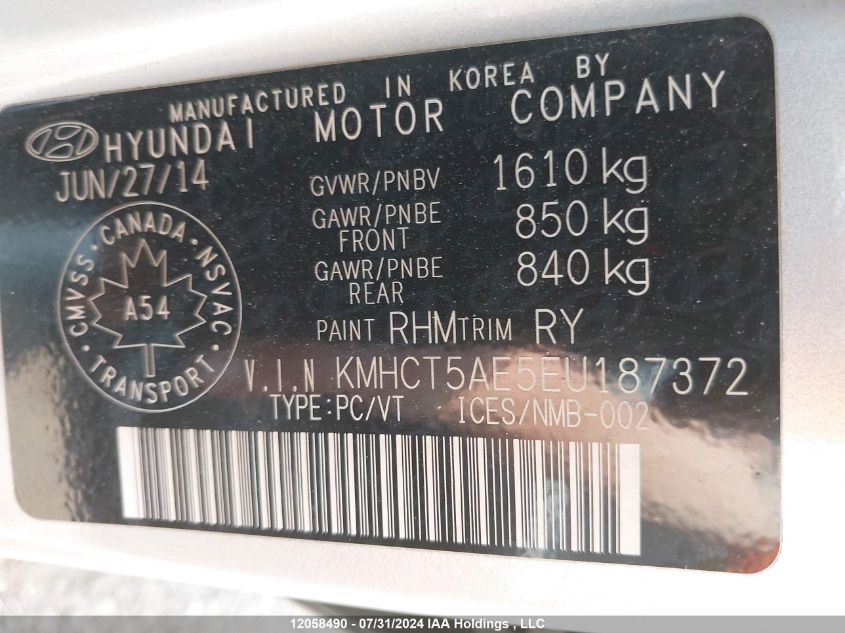 MANUFACTURED IN KOREA BY
HYUNDAI MOTOR COMPANY
JUN/27/14
GVWR/PNBV 1610 kg
GAWR/PNBE FRONT 850 kg
GAWR/PNBE REAR 840 kg
CMVSS · CANADA · NSVAC · TRANSPORT ·
A54
PAINT RHM TRIM RY
V.I.N KMHCT5AE5EU187372
TYPE:PC/VT ICES/NMB-002
12058490 - 07/31/2024 IAA Holdings , LLC